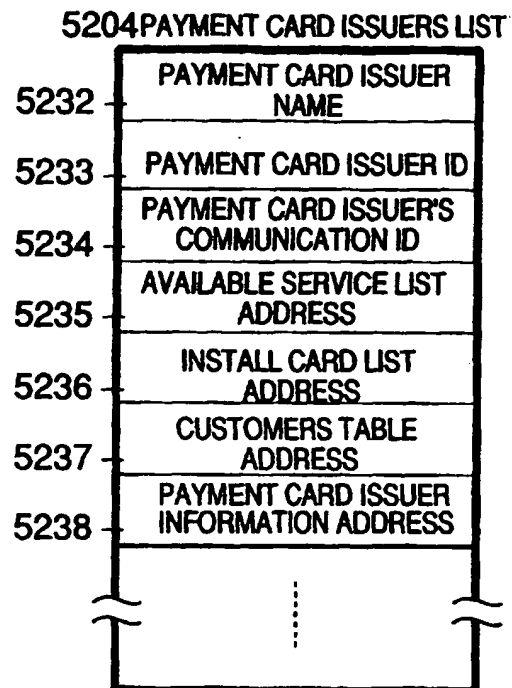 5204 PAYMENT CARD ISSUERS LIST
5232
PAYMENT CARD ISSUER
NAME
5233
PAYMENT CARD ISSUER ID
5234
PAYMENT CARD ISSUER'S
COMMUNICATION ID
5235
AVAILABLE SERVICE LIST
ADDRESS
5236
INSTALL CARD LIST
ADDRESS
5237
CUSTOMERS TABLE
ADDRESS
5238
PAYMENT CARD ISSUER
INFORMATION ADDRESS